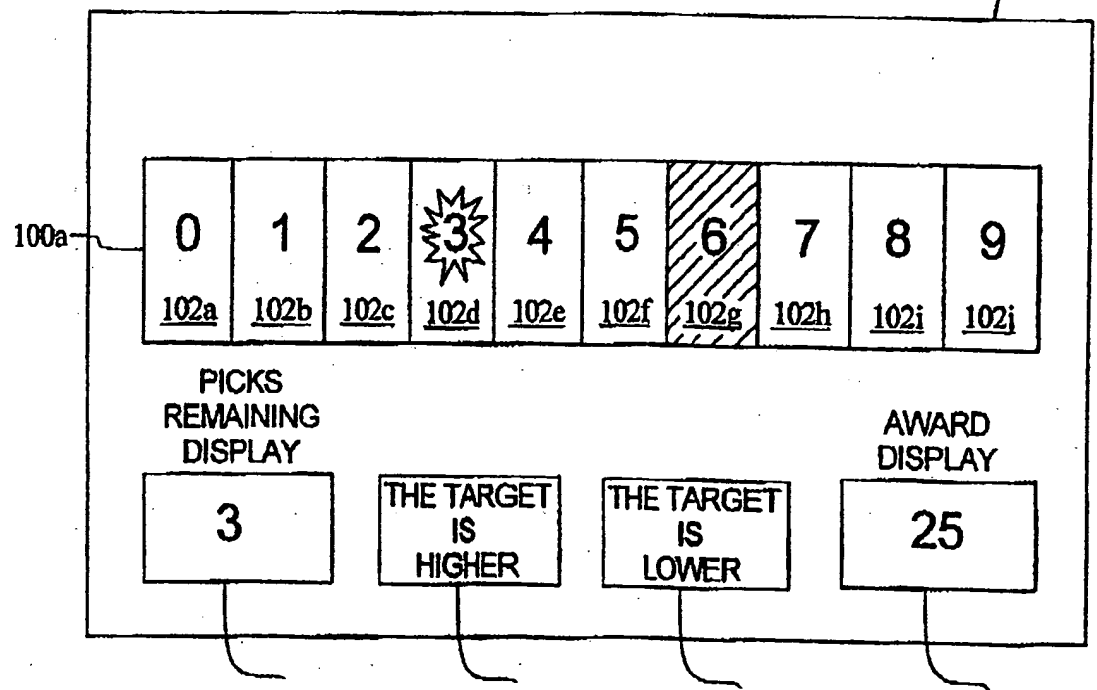 0 1 2 3 4 5 6 7 8 9
100a
102a 102b 102c 102d 102e 102f 102g 102h 102i 102j
PICKS
REMAINING
DISPLAY
3
THE TARGET
IS
HIGHER
THE TARGET
IS
LOWER
AWARD
DISPLAY
25